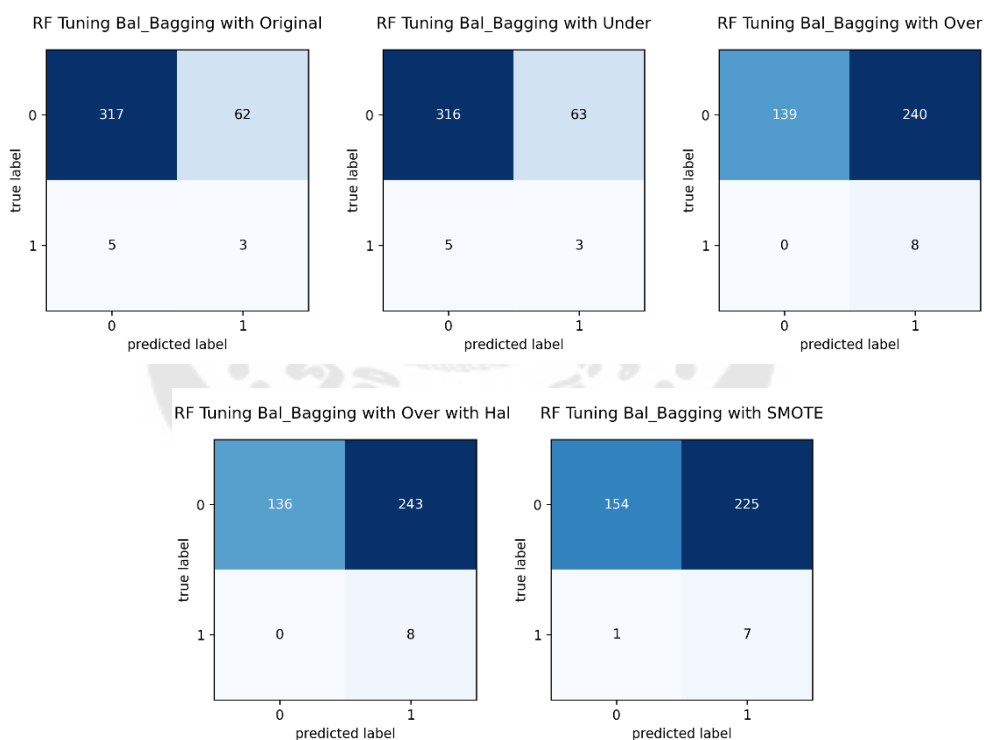 RF Tuning Bal_Bagging with Original
0
317
62
true label
1
5
3
0
1
predicted label
RF Tuning Bal_Bagging with Under
0
316
63
true label
1
5
3
0
1
predicted label
RF Tuning Bal_Bagging with Over
0
139
240
true label
1
0
8
0
1
predicted label
RF Tuning Bal_Bagging with Over with Hal
0
136
243
true label
1
0
8
0
1
predicted label
RF Tuning Bal_Bagging with SMOTE
0
154
225
true label
1
1
7
0
1
predicted label